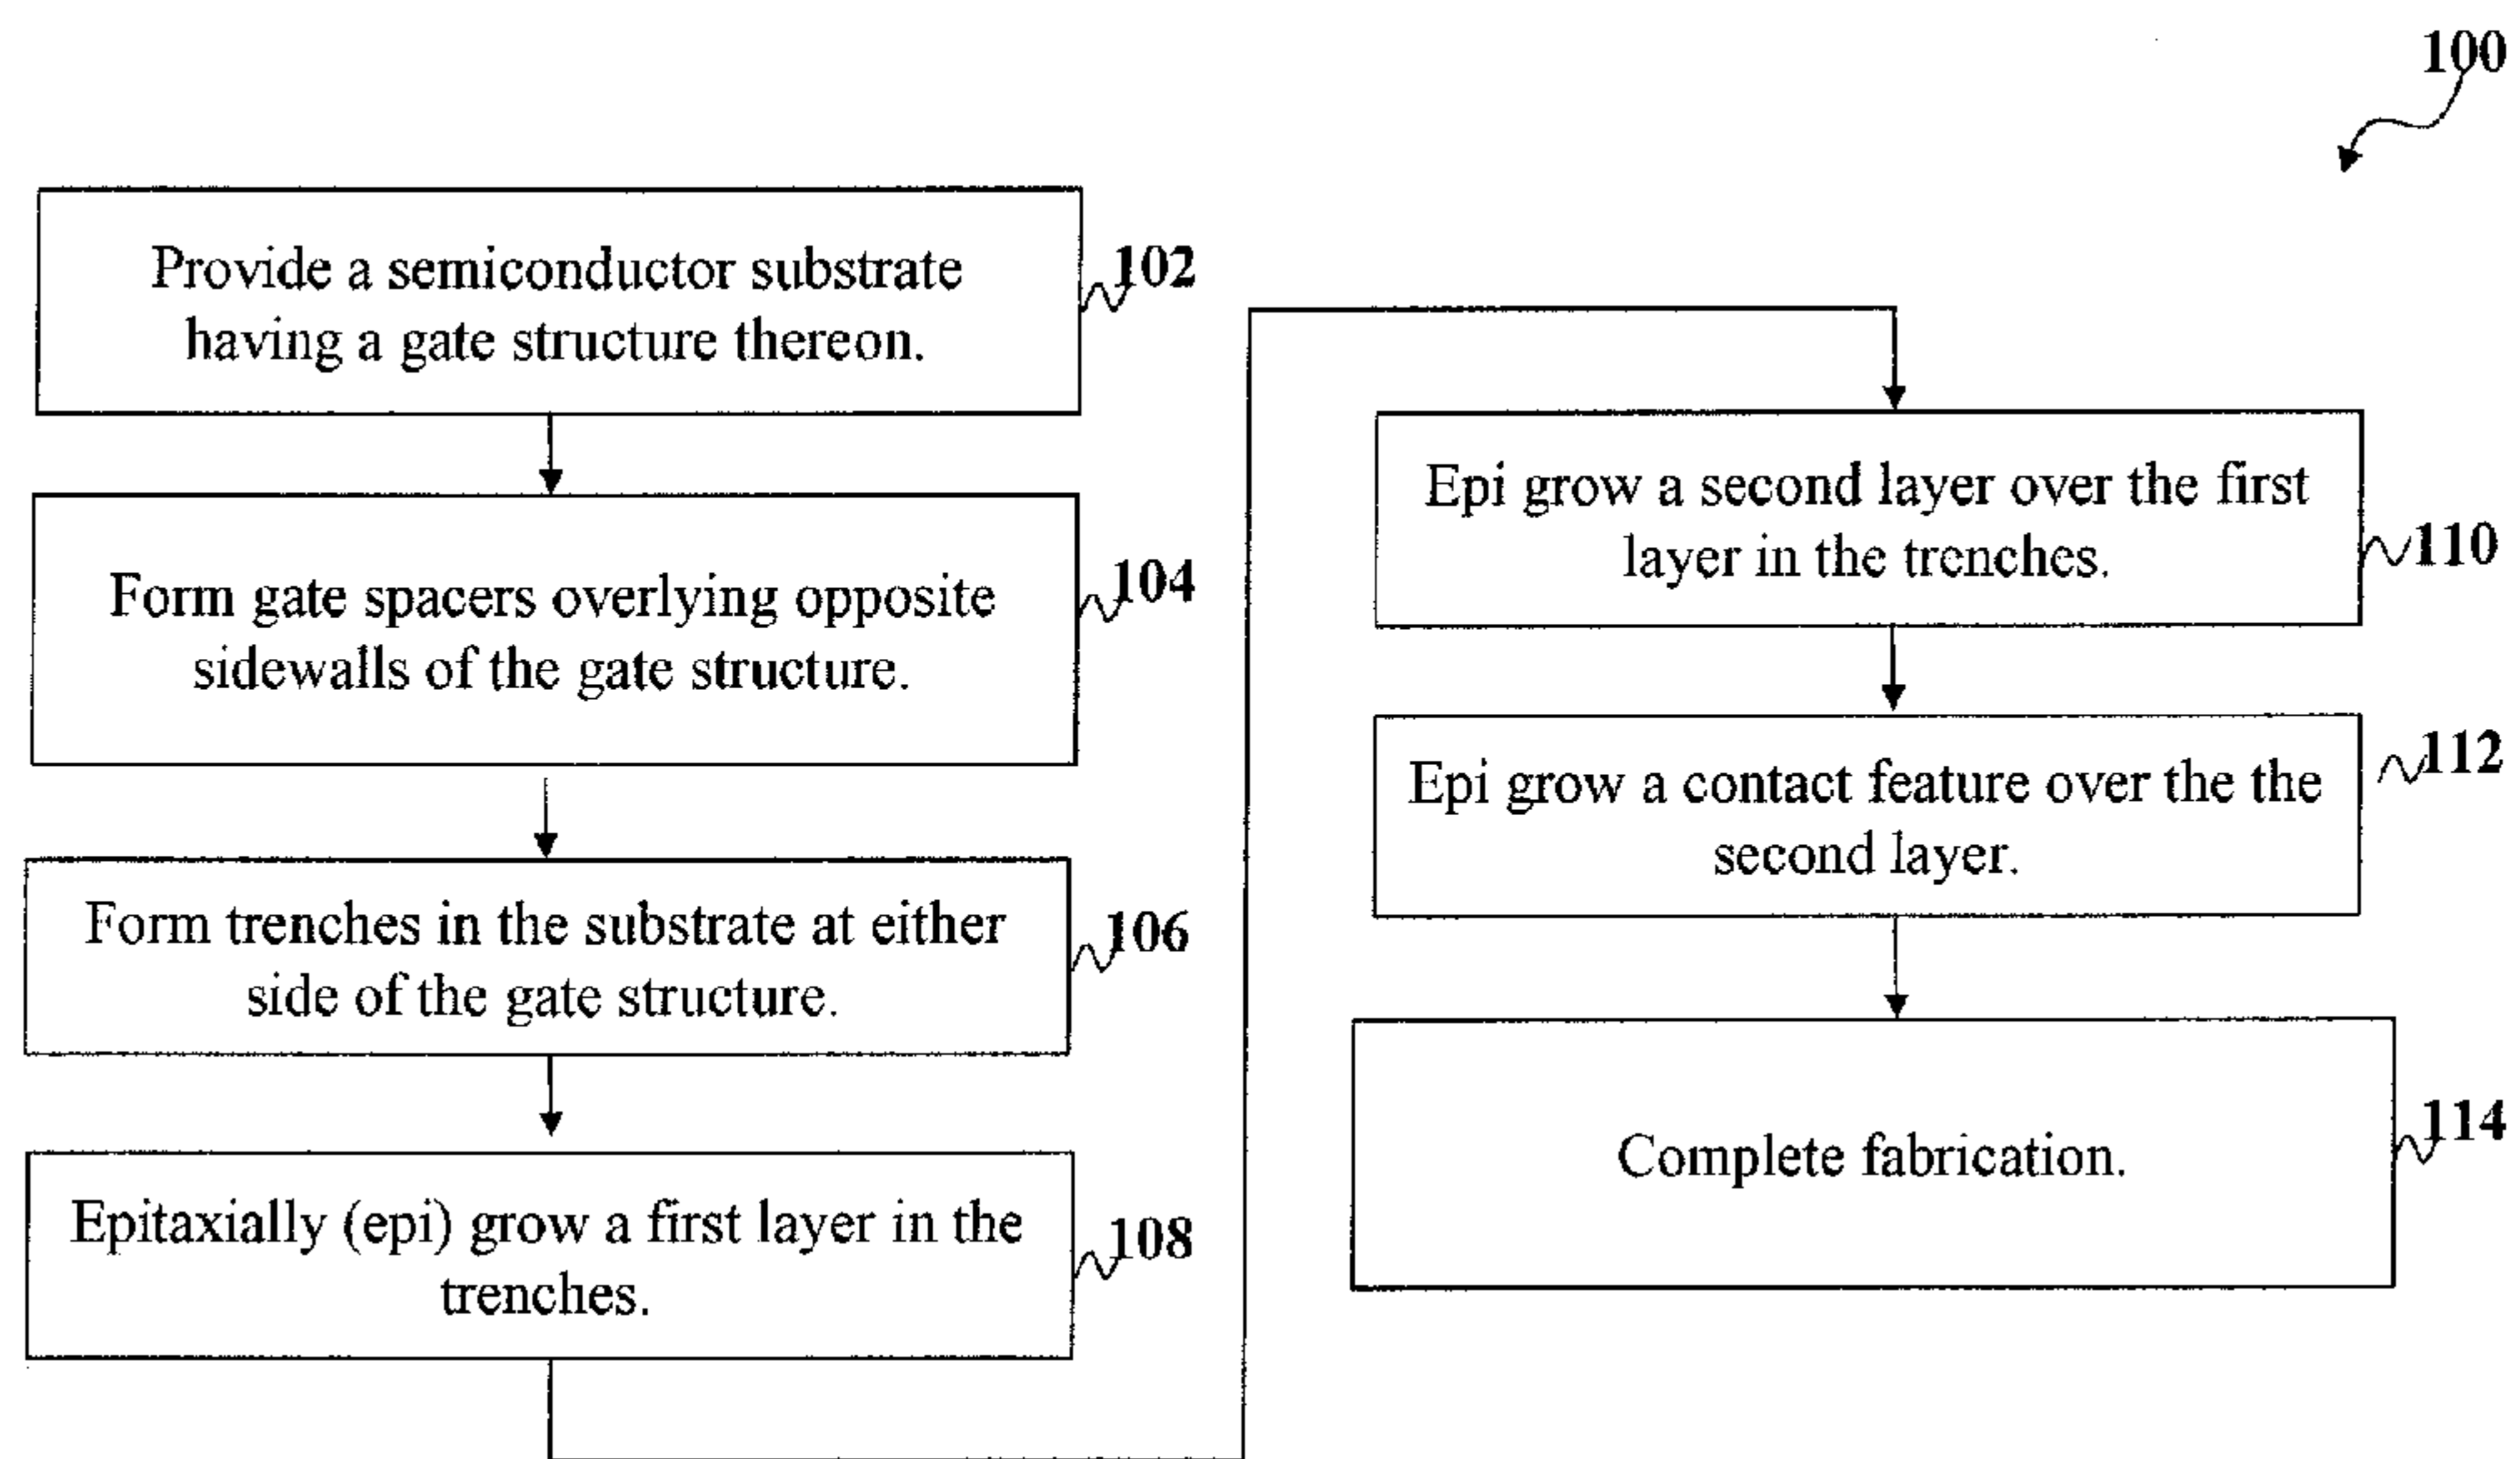 100
Provide a semiconductor substrate
having a gate structure thereon.
102
Form gate spacers overlying opposite
sidewalls of the gate structure.
104
Form trenches in the substrate at either
side of the gate structure.
106
Epitaxially (epi) grow a first layer in the
trenches.
108
Epi grow a second layer over the first
layer in the trenches.
110
Epi grow a contact feature over the the
second layer.
112
Complete fabrication.
114